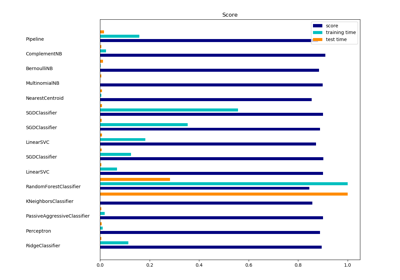 Score
score
training time
test time
Pipeline
ComplementNB
BernoulliNB
MultinomialNB
NearestCentroid
SGDClassifier
SGDClassifier
LinearSVC
SGDClassifier
LinearSVC
RandomForestClassifier
KNeighborsClassifier
PassiveAggressiveClassifier
Perceptron
RidgeClassifier
0.0 0.2 0.4 0.6 0.8 1.0